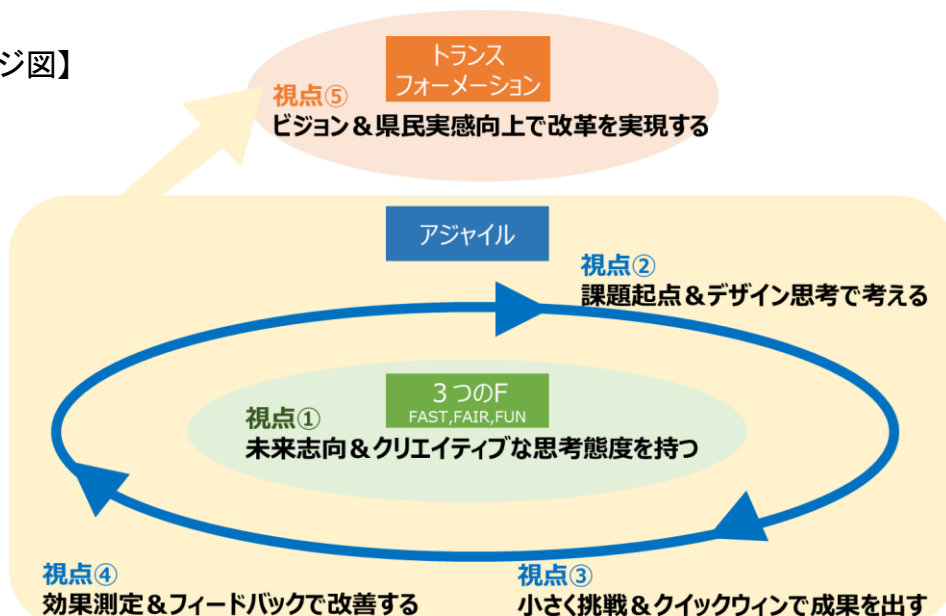 ジ図】
トランス
フォーメーション
視点⑤
ビジョン＆県民実感向上で改革を実現する
アジャイル
視点②
課題起点＆デザイン思考で考える
３つのF
FAST,FAIR,FUN
視点①
未来志向＆クリエイティブな思考態度を持つ
視点④
効果測定＆フィードバックで改善する
視点③
小さく挑戦＆クイックウィンで成果を出す